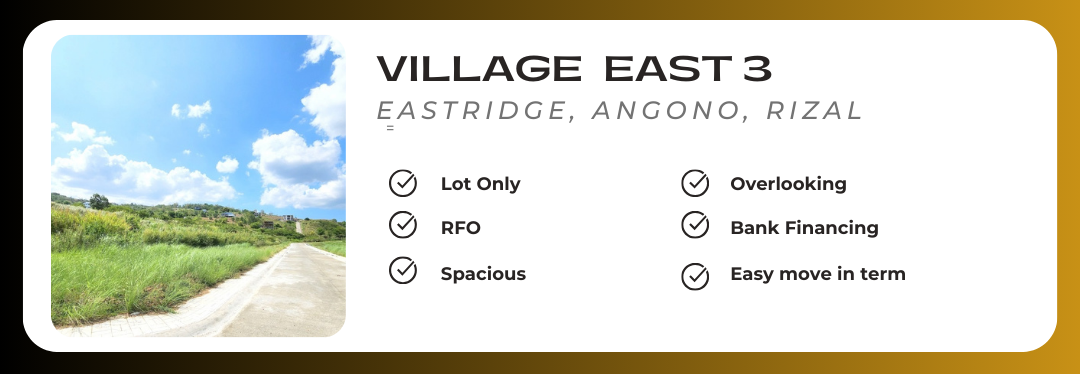 VILLAGE EAST 3
EASTRIDGE, ANGONO, RIZAL
=
Lot Only
Overlooking
RFO
Bank Financing
Spacious
Easy move in term